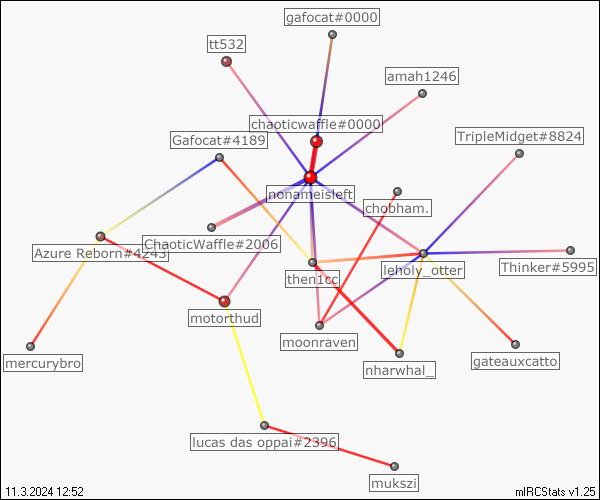 gafocat#0000
tt532
amah1246
chaoticwaffle#0000
TripleMidget#8824
Gafocat#4189
nonameisleft
chobham.
ChaoticWaffle#2006
Azure Reborn#4243
leholy_otter
Thinker#5995
then1cc
motorthud
moonraven
mercurybro
nharwhal_
gateauxcatto
lucas das oppai#2396
mukszi
11.3.2024 12:52
mIRCStats v1.25